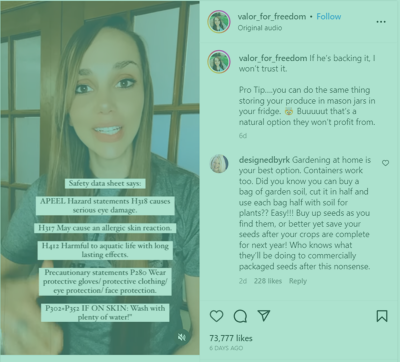 valor_for_freedom • Follow
Original audio
valor_for_freedom If he's backing it, I
won't trust it.
Pro Tip....you can do the same thing
storing your produce in mason jars in
your fridge. 🤯 Buuuuut that's a
natural option they won't profit from.
6d
designedbyrk Gardening at home is
your best option. Containers work
too. Did you know you can buy a
bag of garden soil, cut it in half and
use each bag half with soil for
plants?? Easy!!! Buy up seeds as you
find them, or better yet save your
seeds after your crops are complete
for next year! Who knows what
they'll be doing to commercially
packaged seeds after this nonsense.
2d 228 likes Reply
73,777 likes
6 DAYS AGO
Safety data sheet says:
APEEL Hazard statements H318 causes
serious eye damage.
H317 May cause an allergic skin reaction.
H412 Harmful to aquatic life with long
lasting effects.
Precautionary statements P280 Wear
protective gloves/ protective clothing/
eye protection/ face protection.
P302+P352 IF ON SKIN: Wash with
plenty of water!"